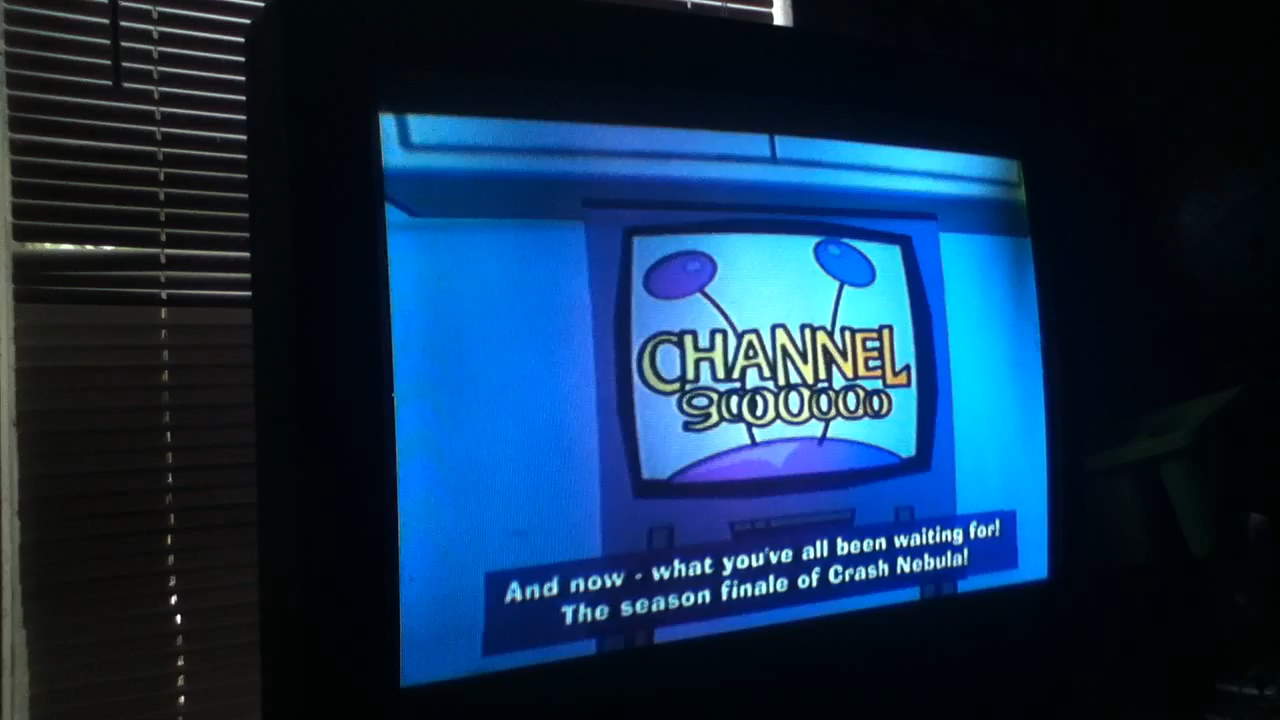 CHANNEL
9000000
And now - what you've all been waiting for!
The season finale of Crash Nebula!